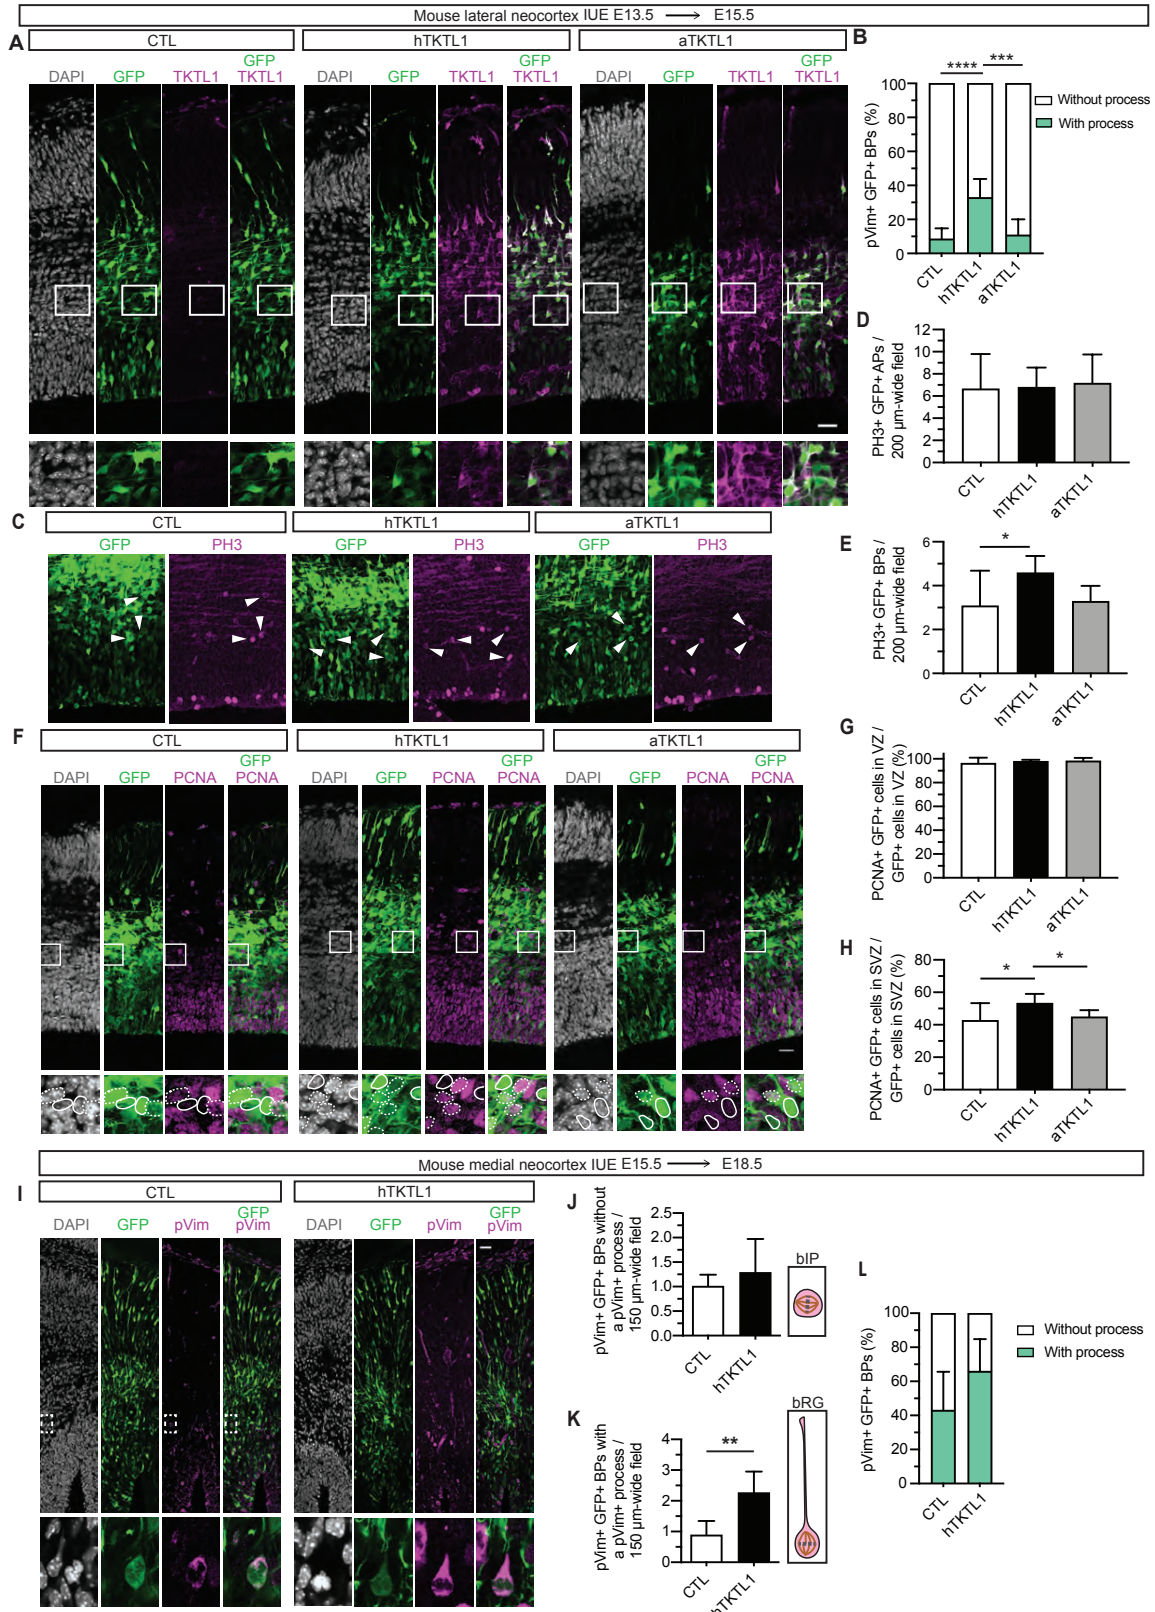 Mouse lateral neocortex IUE E13.5 → E15.5
A
CTL
hTKTL1
aTKTL1
DAPI
GFP
TKTL1
GFP
TKTL1
DAPI
GFP
TKTL1
GFP
TKTL1
DAPI
GFP
TKTL1
GFP
TKTL1
B
**** ***
pVim+ GFP+ BPs (%)
100
80
60
40
20
0
CTL
hTKTL1
aTKTL1
Without process
With process
C
CTL
hTKTL1
aTKTL1
GFP
PH3
GFP
PH3
GFP
PH3
D
PH3+ GFP+ APs /
200 µm-wide field
12
10
8
6
4
2
0
CTL
hTKTL1
aTKTL1
E
*
PH3+ GFP+ BPs /
200 µm-wide field
6
4
2
0
CTL
hTKTL1
aTKTL1
F
CTL
hTKTL1
aTKTL1
DAPI
GFP
PCNA
GFP
PCNA
DAPI
GFP
PCNA
GFP
PCNA
DAPI
GFP
PCNA
GFP
PCNA
G
PCNA+ GFP+ cells in VZ /
GFP+ cells in VZ (%)
100
80
60
40
20
0
CTL
hTKTL1
aTKTL1
H
* *
PCNA+ GFP+ cells in SVZ /
GFP+ cells in SVZ (%)
80
60
40
20
0
CTL
hTKTL1
aTKTL1
Mouse medial neocortex IUE E15.5 → E18.5
I
CTL
hTKTL1
DAPI
GFP
pVim
GFP
pVim
DAPI
GFP
pVim
GFP
pVim
J
pVim+ GFP+ BPs without
a pVim+ process /
150 µm-wide field
2.5
2.0
1.5
1.0
0.5
0.0
CTL
hTKTL1
bIP
K
**
pVim+ GFP+ BPs with
a pVim+ process /
150 µm-wide field
4
3
2
1
0
CTL
hTKTL1
bRG
L
pVim+ GFP+ BPs (%)
100
80
60
40
20
0
CTL
hTKTL1
Without process
With process